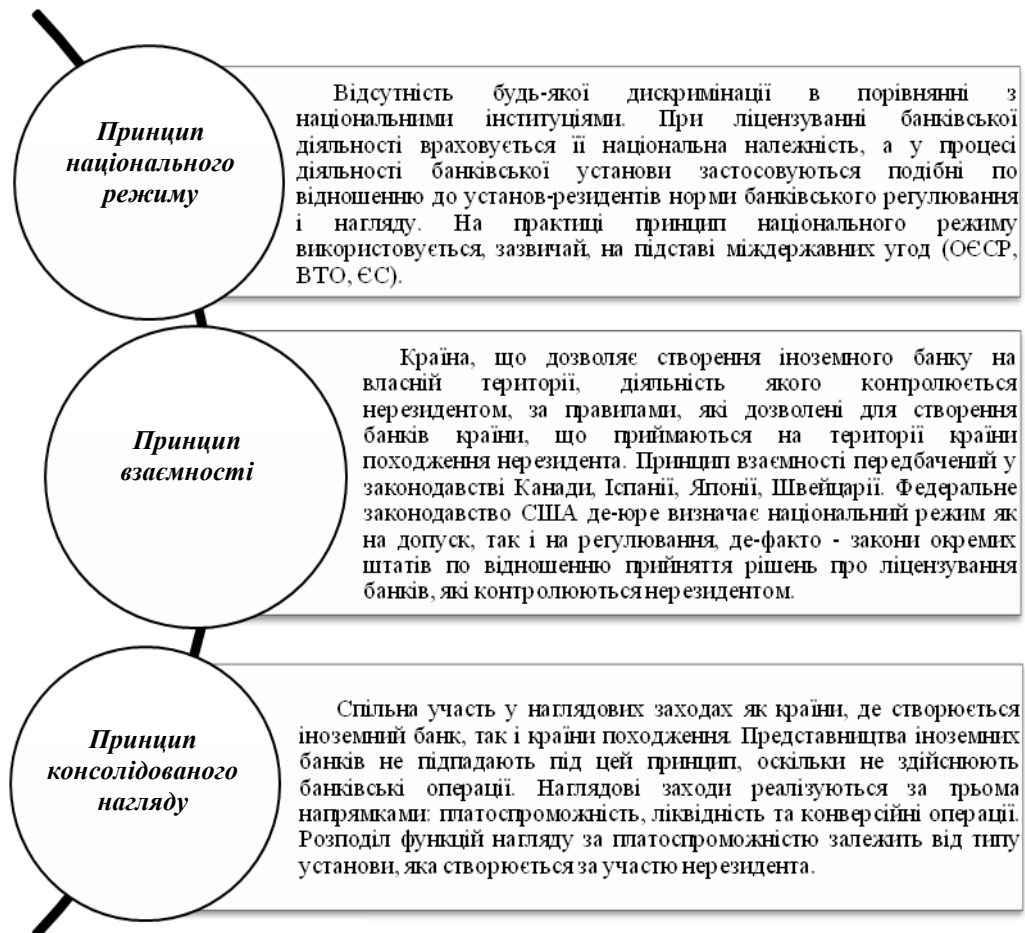 Принцип
національного
режиму
Відсутність будь-якої дискримінації в порівнянні з
національними інституціями. При ліцензуванні банківської
діяльності враховується її національна належність, а у процесі
діяльності банківської установи застосовуються подібні по
відношенню до установ-резидентів норми банківського регулювання
і нагляду. На практиці принцип національного режиму
використовується, зазвичай, на підставі міждержавних угод (ОЄСР,
ВТО, ЄС).
Принцип
взаємності
Країна, що дозволяє створення іноземного банку на
власній території, діяльність якого контролюється
нерезидентом, за правилами, які дозволені для створення
банків країни, що приймаються на території країни
походження нерезидента. Принцип взаємності передбачений у
законодавстві Канади, Іспанії, Японії, Швейцарії. Федеральне
законодавство США де-юре визначає національний режим як
на допуск, так і на регулювання, де-факто - закони окремих
штатів по відношенню прийняття рішень про ліцензування
банків, які контролюються нерезидентом.
Принцип
консолідованого
нагляду
Спільна участь у наглядових заходах як країни, де створюється
іноземний банк, так і країни походження. Представництва іноземних
банків не підпадають під цей принцип, оскільки не здійснюють
банківські операції. Наглядові заходи реалізуються за трьома
напрямками: платоспроможність, ліквідність та конверсійні операції.
Розподіл функцій нагляду за платоспроможністю залежить від типу
установи, яка створюється за участю нерезидента.